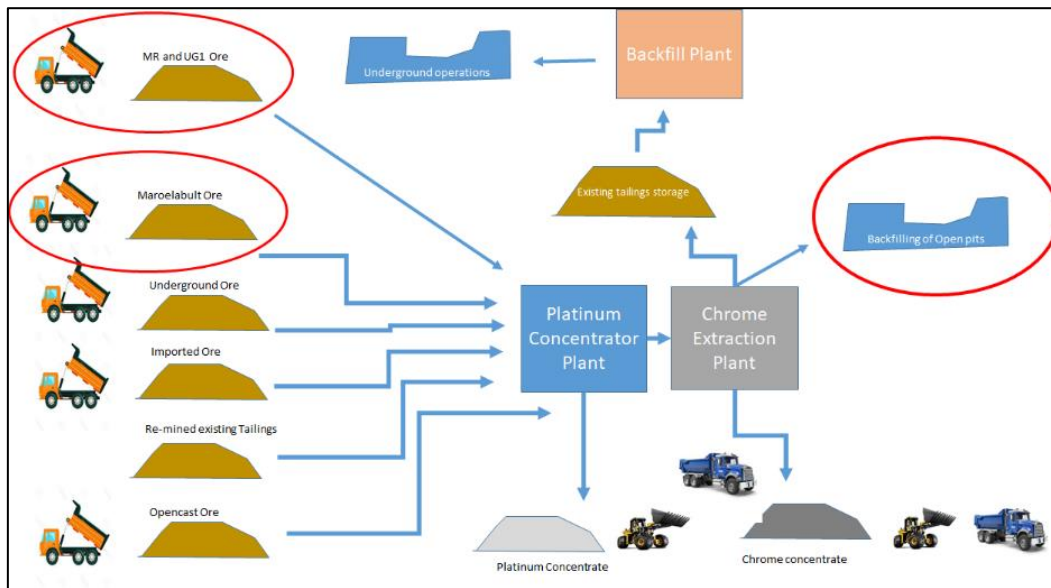 MR and UG1 Ore
Underground operations
Backfill Plant
Maroelabult Ore
Existing tailings storage
Backfilling of Open pits
Underground Ore
Imported Ore
Platinum
Concentrator
Plant
Chrome
Extraction
Plant
Re-mined existing Tailings
Opencast Ore
Platinum Concentrate
Chrome concentrate